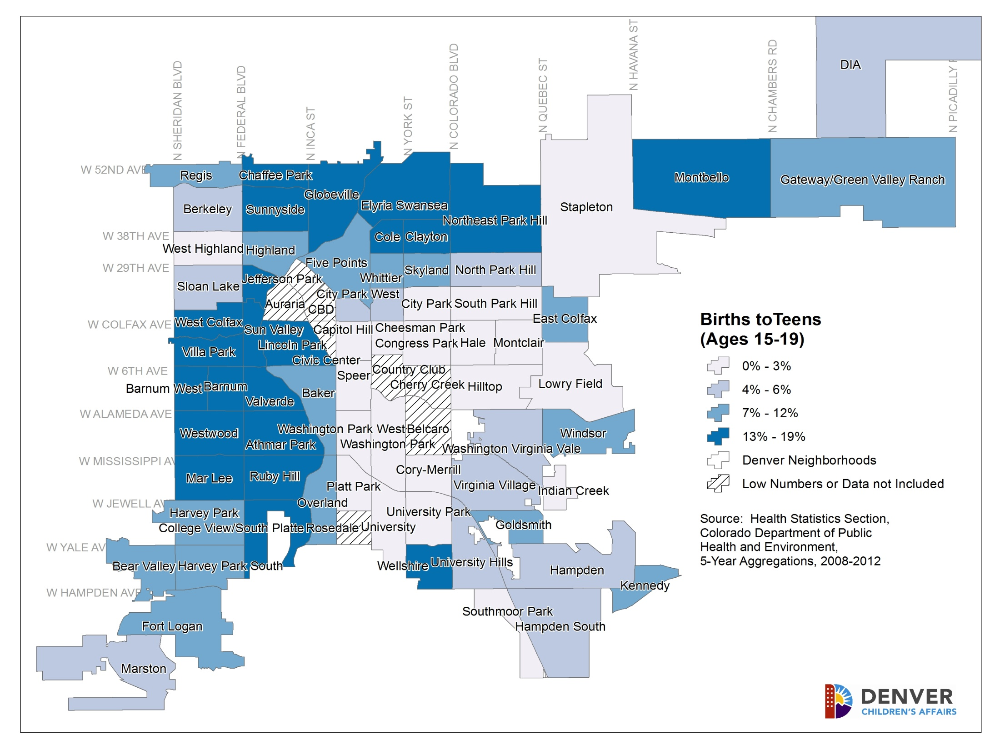 N SHERIDAN BLVD
N FEDERAL BLVD
N INCA ST
N YORK ST
N COLORADO BLVD
N QUEBEC ST
N HAVANA ST
N CHAMBERS RD
N PICADILLY
DIA
W 52ND AVE
Regis
Chaffee Park
Globeville
Montbello
Gateway/Green Valley Ranch
Berkeley
Sunnyside
Elyria Swansea
Stapleton
Northeast Park Hill
W 38TH AVE
Cole
Clayton
West Highland
Highland
W 29TH AVE
Five Points
Whittier
Skyland
North Park Hill
Sloan Lake
Jefferson Park
City Park West
Auraria
CBD
City Park
South Park Hill
East Colfax
W COLFAX AVE
West Colfax
Sun Valley
Capitol Hill
Cheesman Park
Lincoln Park
Congress Park
Hale
Montclair
Villa Park
Civic Center
W 6TH AVE
Speer
Country Club
Barnum West
Barnum
Baker
Cherry Creek
Hilltop
Lowry Field
Valverde
W ALAMEDA AVE
Westwood
Washington Park West
Belcaro
Windsor
Athmar Park
Washington Park
Washington Virginia Vale
W MISSISSIPPI AV
Mar Lee
Ruby Hill
Cory-Merrill
Platt Park
Virginia Village
Indian Creek
W JEWELL AV
Overland
Harvey Park
University Park
College View/South Platte
Rosedale
University
Goldsmith
W YALE AV
Bear Valley
Harvey Park South
Wellshire
University Hills
Hampden
Kennedy
W HAMPDEN AVE
Southmoor Park
Fort Logan
Hampden South
Marston
Births toTeens
(Ages 15-19)
0% - 3%
4% - 6%
7% - 12%
13% - 19%
Denver Neighborhoods
Low Numbers or Data not Included
Source: Health Statistics Section,
Colorado Department of Public
Health and Environment,
5-Year Aggregations, 2008-2012
DENVER
CHILDREN'S AFFAIRS